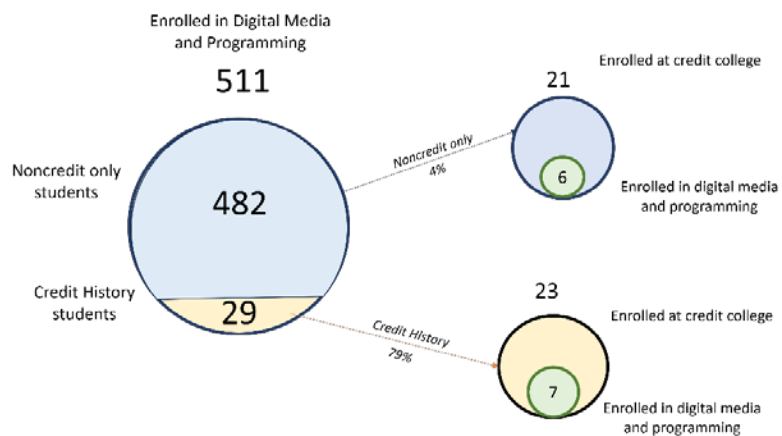 Enrolled in Digital Media
and Programming
511
Noncredit only
students
482
Credit History
students
29
Noncredit only
4%
21
Enrolled at credit college
6
Enrolled in digital media
and programming
Credit History
79%
23
Enrolled at credit college
7
Enrolled in digital media
and programming